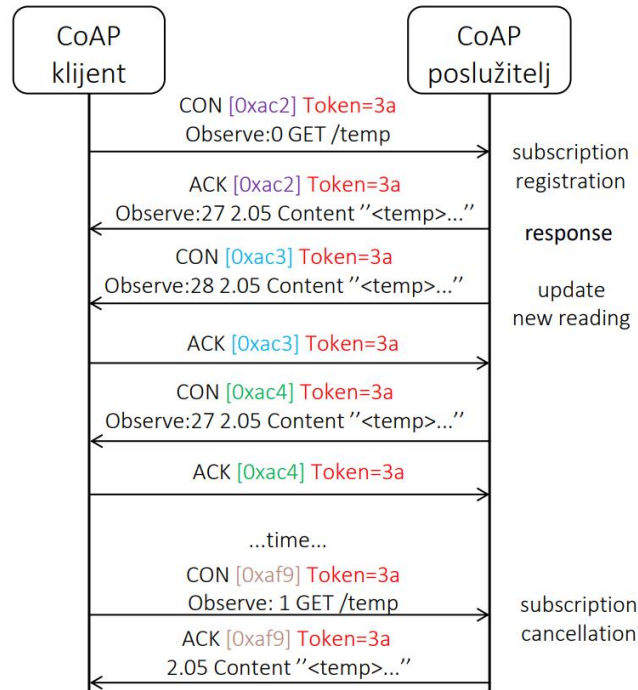 CoAP
klijent
CoAP
poslužitelj
CON [0xac2] Token=3a
Observe:0 GET /temp
subscription
registration
ACK [0xac2] Token=3a
Observe:27 2.05 Content ”<temp>...”
response
CON [0xac3] Token=3a
Observe:28 2.05 Content ”<temp>...”
update
new reading
ACK [0xac3] Token=3a
CON [0xac4] Token=3a
Observe:27 2.05 Content ”<temp>...”
ACK [0xac4] Token=3a
...time...
CON [0xaf9] Token=3a
Observe: 1 GET /temp
subscription
cancellation
ACK [0xaf9] Token=3a
2.05 Content ”<temp>...”